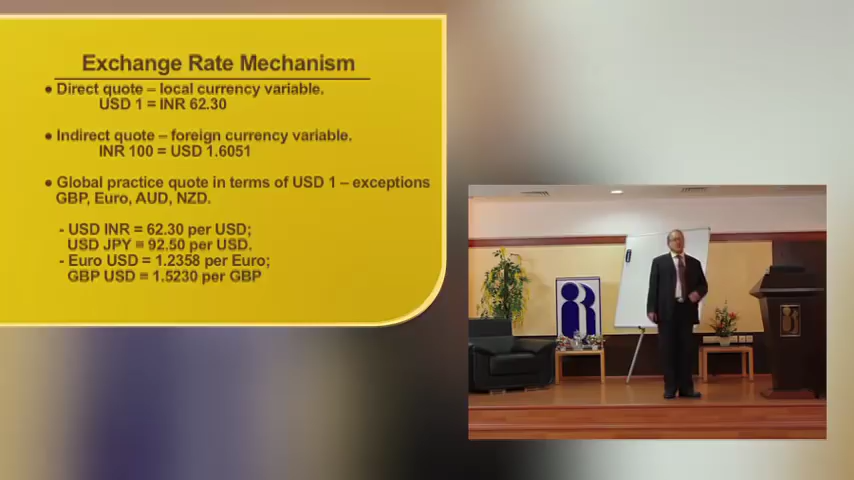 Exchange Rate Mechanism
● Direct quote – local currency variable.
USD 1 = INR 62.30
● Indirect quote – foreign currency variable.
INR 100 = USD 1.6051
● Global practice quote in terms of USD 1 – exceptions
GBP, Euro, AUD, NZD.
- USD INR = 62.30 per USD;
USD JPY = 92.50 per USD.
- Euro USD = 1.2358 per Euro;
GBP USD = 1.5230 per GBP